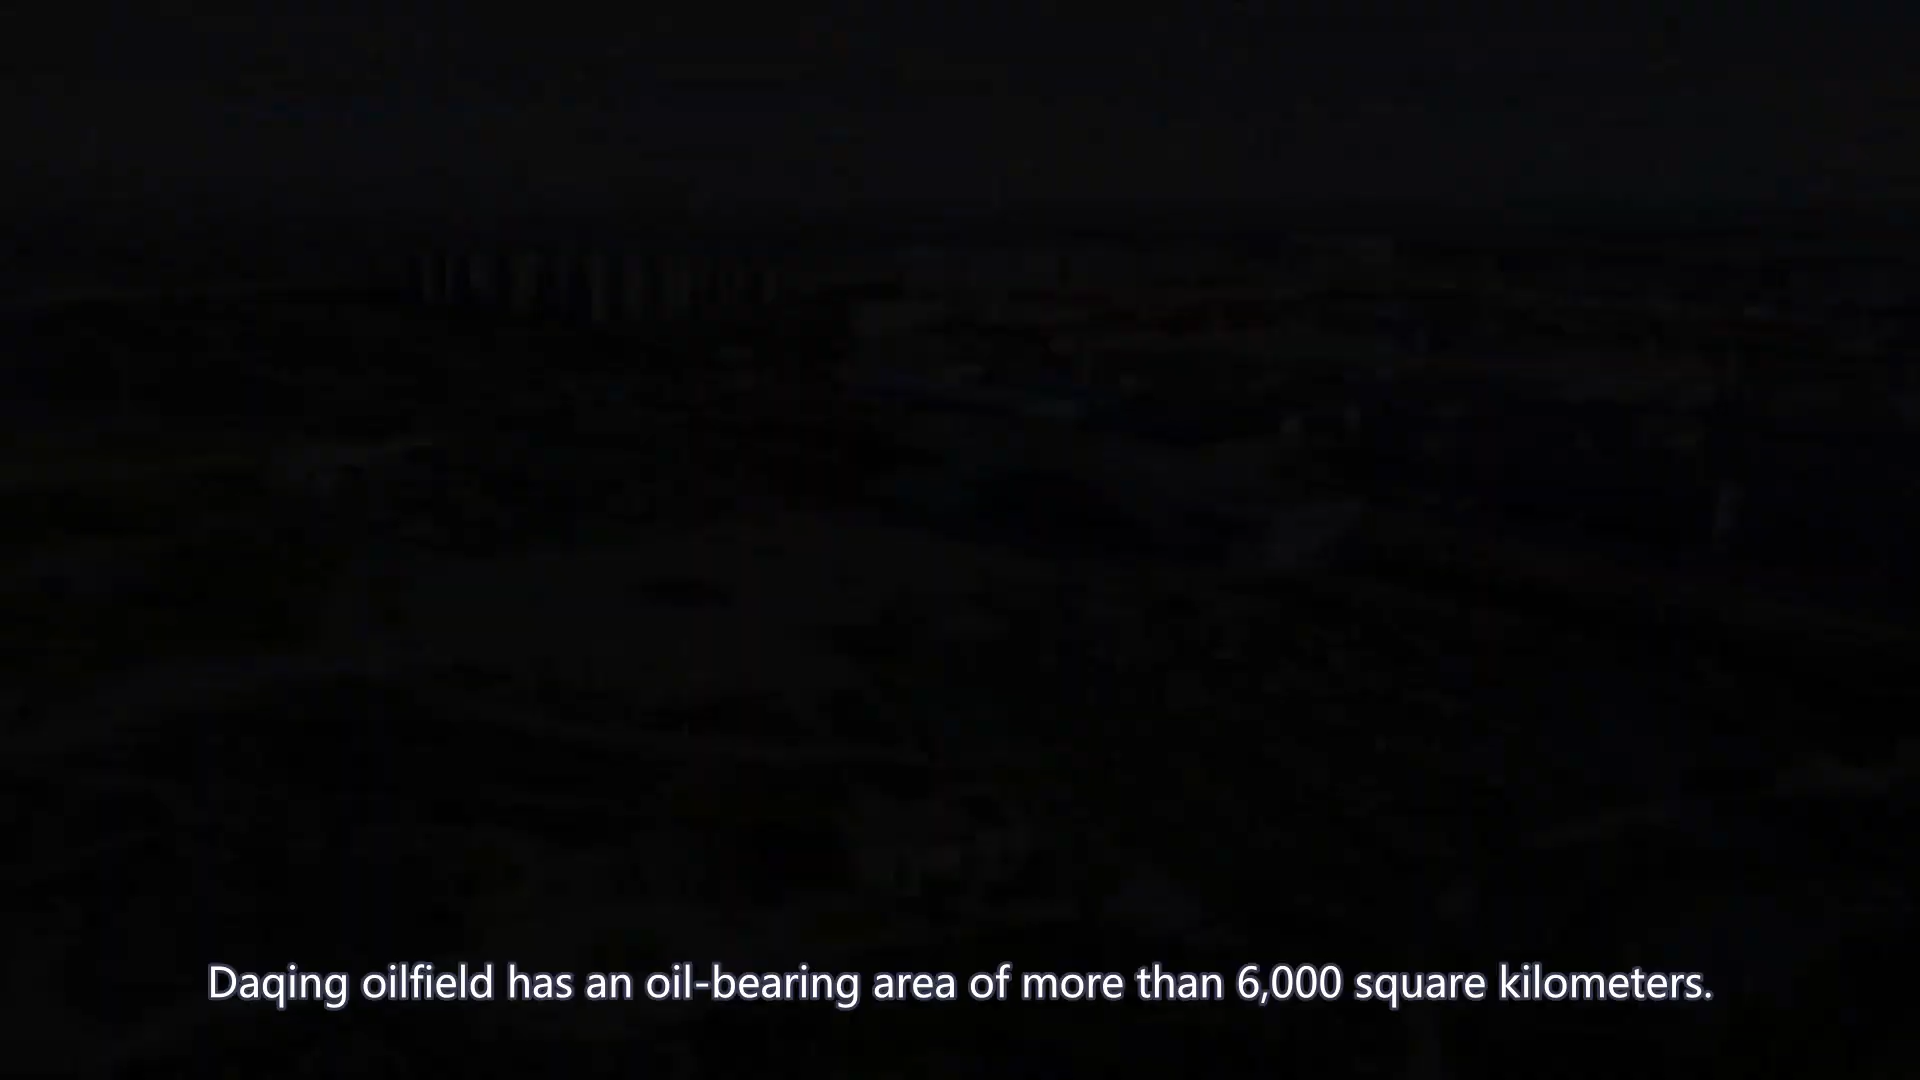 Daqing oilfield has an oil-bearing area of more than 6,000 square kilometers.